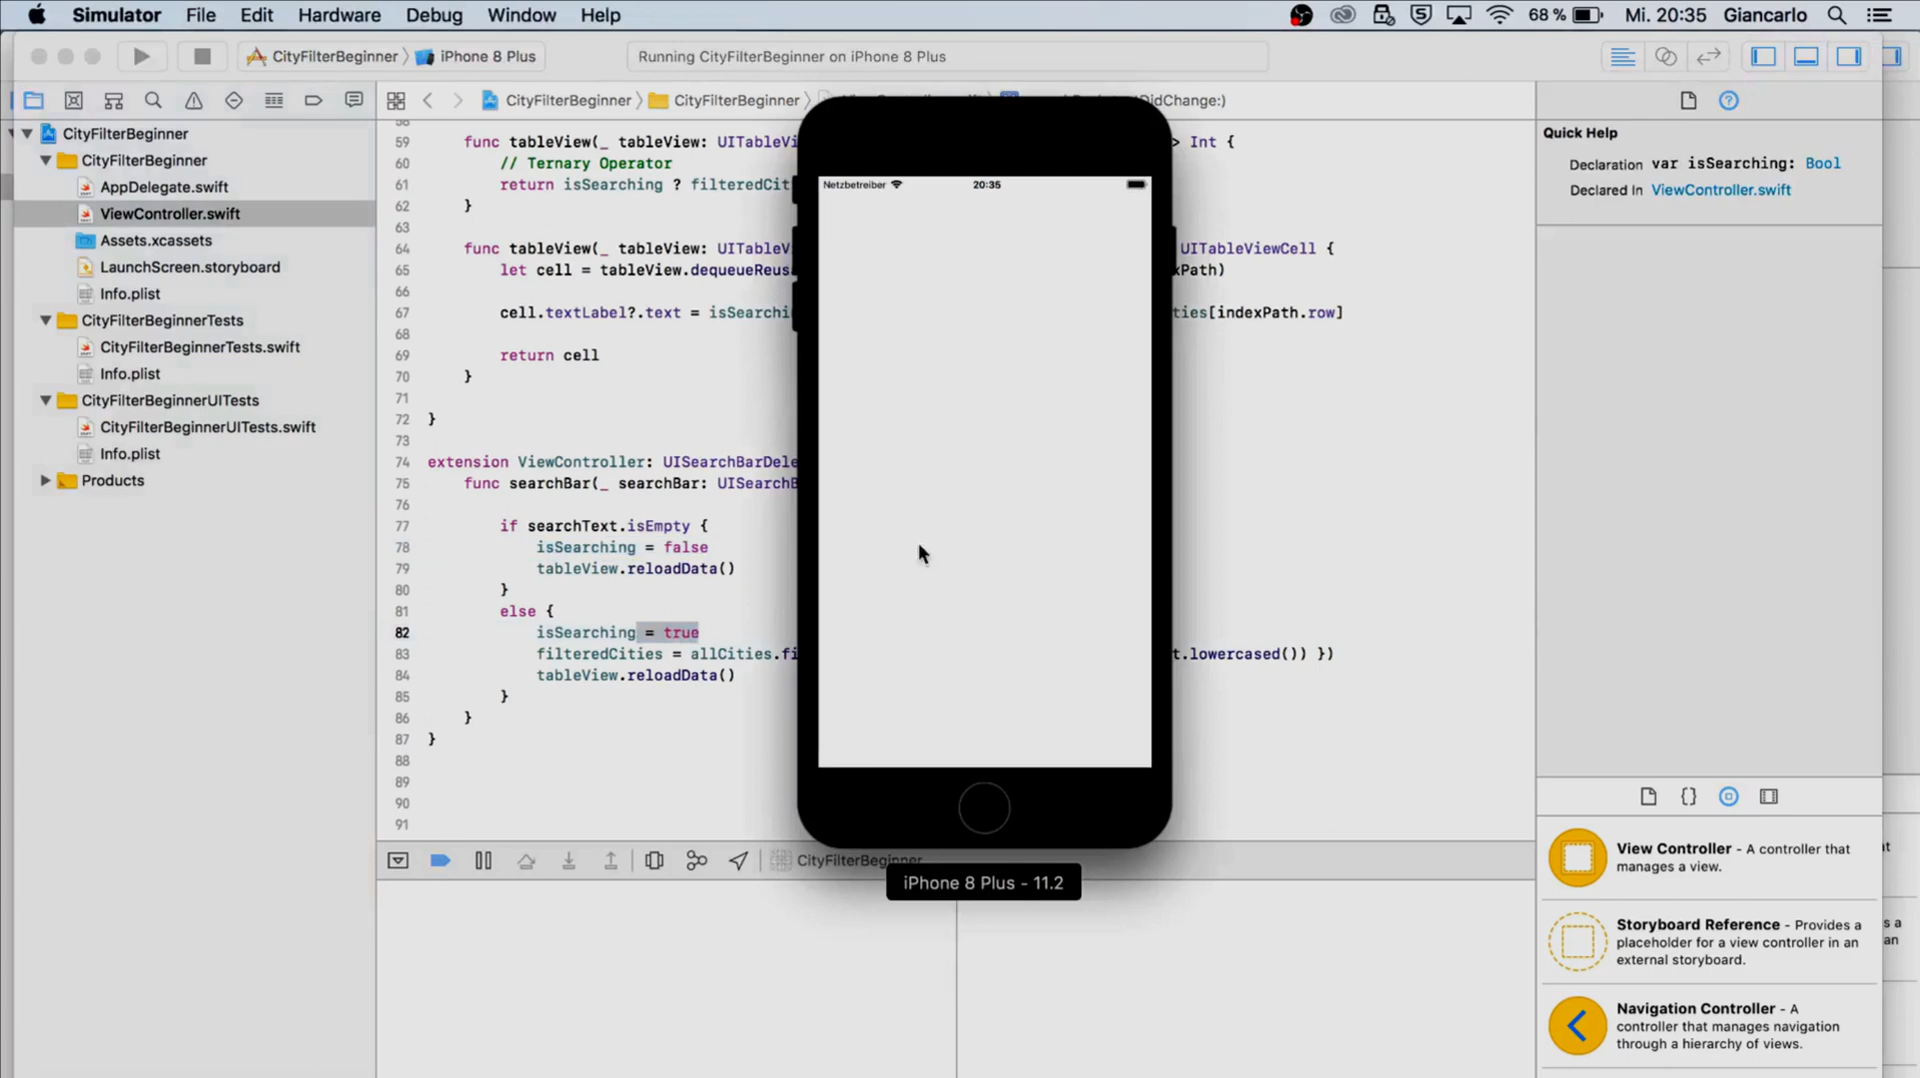 Simulator File Edit Hardware Debug Window Help 68 % Mi. 20:35 Giancarlo
CityFilterBeginner iPhone 8 Plus Running CityFilterBeginner on iPhone 8 Plus
CityFilterBeginner CityFilterBeginner DidChange:)
CityFilterBeginner
CityFilterBeginner
AppDelegate.swift
ViewController.swift
Assets.xcassets
LaunchScreen.storyboard
Info.plist
CityFilterBeginnerTests
CityFilterBeginnerTests.swift
Info.plist
CityFilterBeginnerUITests
CityFilterBeginnerUITests.swift
Info.plist
Products
58
59 func tableView(_ tableView: UITableV > Int {
60 // Ternary Operator
61 return isSearching ? filteredCit
62 }
63
64 func tableView(_ tableView: UITableV UITableViewCell {
65 let cell = tableView.dequeueReus Path)
66
67 cell.textLabel?.text = isSearchi ties[indexPath.row]
68
69 return cell
70 }
71
72 }
73
74 extension ViewController: UISearchBarDele
75 func searchBar(_ searchBar: UISearchB
76
77 if searchText.isEmpty {
78 isSearching = false
79 tableView.reloadData()
80 }
81 else {
82 isSearching = true
83 filteredCities = allCities.fi t.lowercased()) })
84 tableView.reloadData()
85 }
86 }
87 }
88
89
90
91
Netzbetreiber 20:35
iPhone 8 Plus - 11.2
CityFilterBeginner
Quick Help
Declaration var isSearching: Bool
Declared In ViewController.swift
View Controller - A controller that
manages a view.
Storyboard Reference - Provides a
placeholder for a view controller in an
external storyboard.
Navigation Controller - A
controller that manages navigation
through a hierarchy of views.